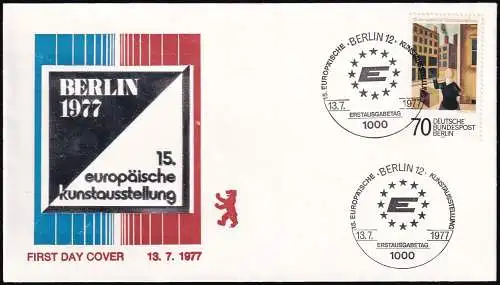 BERLIN
1977
15.
europäische
kunstausstellung
FIRST DAY COVER 13. 7. 1977
15. EUROPÄISCHE · BERLIN 12 · KUNSTAUSSTELLUNG
E
13.7. 1977
ERSTAUSGABETAG
1000
70 DEUTSCHE
BUNDESPOST
BERLIN
15. EUROPÄISCHE · BERLIN 12 · KUNSTAUSSTELLUNG
E
13.7. 1977
ERSTAUSGABETAG
1000